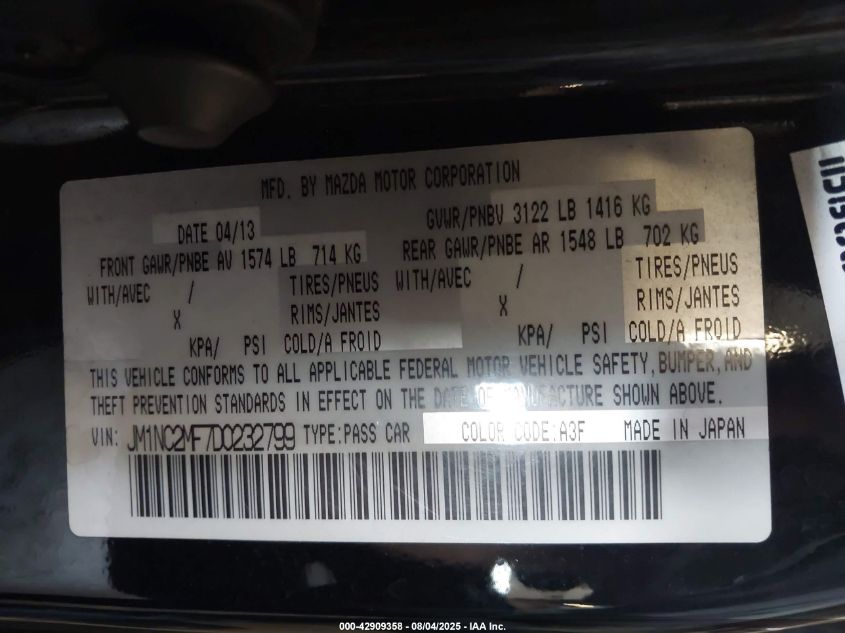 MFD. BY MAZDA MOTOR CORPORATION
DATE 04/13 GVWR/PNBV 3122 LB 1416 KG
FRONT GAWR/PNBE AV 1574 LB 714 KG REAR GAWR/PNBE AR 1548 LB 702 KG
WITH/AVEC / TIRES/PNEUS WITH/AVEC / TIRES/PNEUS
X RIMS/JANTES X RIMS/JANTES
KPA/ PSI COLD/A FROID KPA/ PSI COLD/A FROID
THIS VEHICLE CONFORMS TO ALL APPLICABLE FEDERAL MOTOR VEHICLE SAFETY, BUMPER, AND
THEFT PREVENTION STANDARDS IN EFFECT ON THE DATE OF MANUFACTURE SHOWN ABOVE.
VIN: JM1NC2MF7D0232799 TYPE:PASS CAR COLOR CODE:A3F MADE IN JAPAN
000-42909358 - 08/04/2025 - IAA Inc.